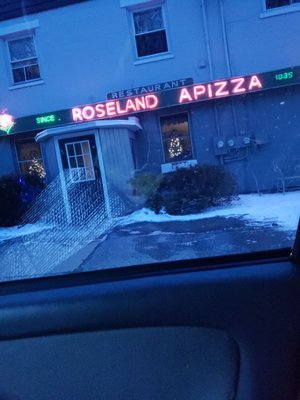 RESTAURANT
SINCE ROSELAND APIZZA 1935